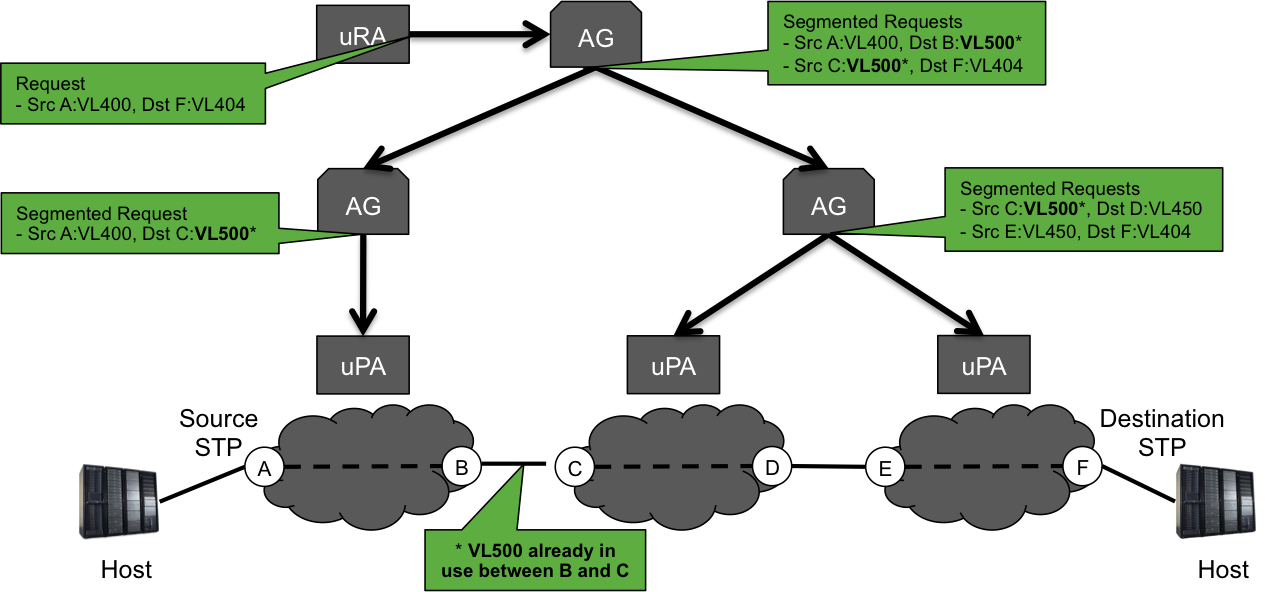 uRA
AG
Segmented Requests
- Src A:VL400, Dst B:VL500*
- Src C:VL500*, Dst F:VL404
Request
- Src A:VL400, Dst F:VL404
Segmented Request
- Src A:VL400, Dst C:VL500*
AG
AG
Segmented Requests
- Src C:VL500*, Dst D:VL450
- Src E:VL450, Dst F:VL404
uPA
uPA
uPA
Source
STP
Destination
STP
A
B
C
D
E
F
* VL500 already in
use between B and C
Host
Host